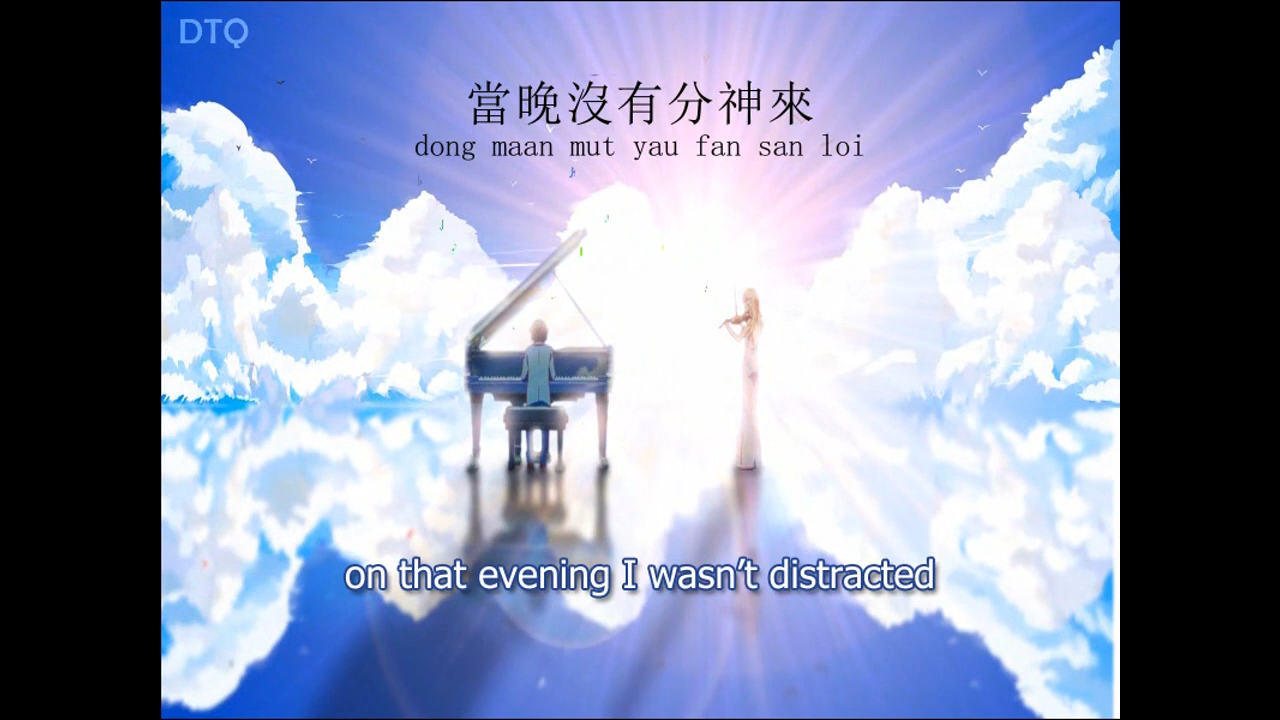 DTQ
當晚沒有分神來
dong maan mut yau fan san loi
on that evening I wasn't distracted